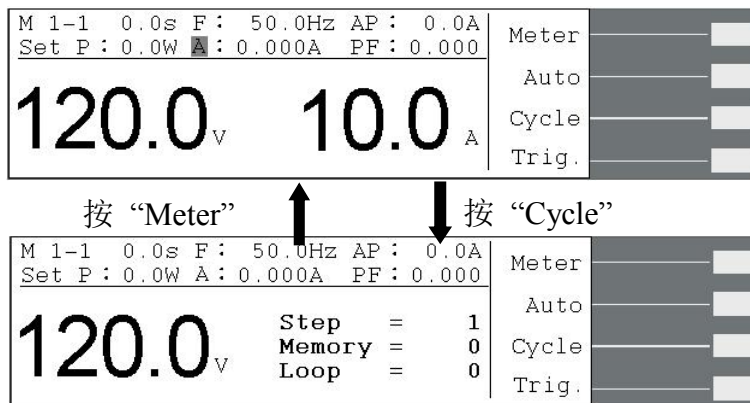 M 1-1 0.0s F: 50.0Hz AP: 0.0A
Set P:0.0W A:0.000A PF:0.000
120.0V 10.0 A
Meter
Auto
Cycle
Trig.
按 “Meter” 按 “Cycle”
M 1-1 0.0s F: 50.0Hz AP: 0.0A
Set P:0.0W A:0.000A PF:0.000
120.0V
Step = 1
Memory = 0
Loop = 0
Meter
Auto
Cycle
Trig.